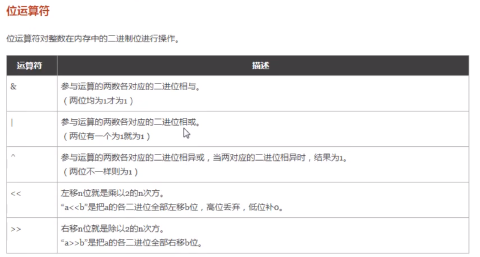 位运算符
位运算符对整数在内存中的二进制位进行操作。
运算符 描述
& 参与运算的两数各对应的二进位相与。
（两位均为1才为1）
| 参与运算的两数各对应的二进位相或。
（两位有一个为1就为1）
^ 参与运算的两数各对应的二进位相异或，当两对应的二进位相异时，结果为1。
（两位不一样则为1）
<< 左移n位就是乘以2的n次方。
“a<<b”是把a的各二进位全部左移b位，高位丢弃，低位补0。
>> 右移n位就是除以2的n次方。
“a>>b”是把a的各二进位全部右移b位。